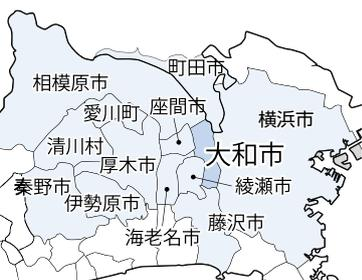 町田市
相模原市
座間市
愛川町
横浜市
清川村
大和市
厚木市
秦野市
綾瀬市
伊勢原市
藤沢市
海老名市